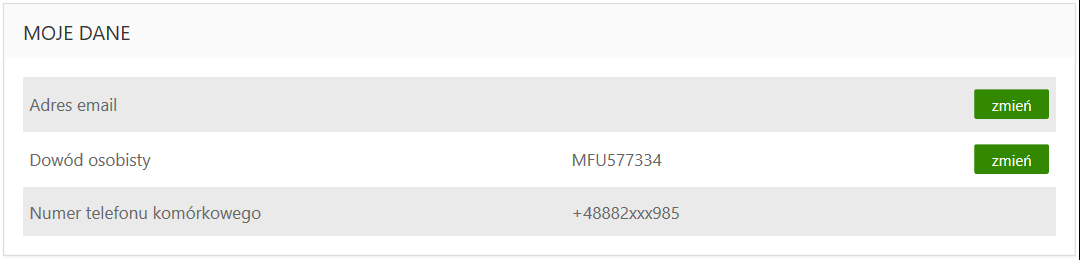 MOJE DANE
Adres email zmień
Dowód osobisty MFU577334 zmień
Numer telefonu komórkowego +48882xxx985